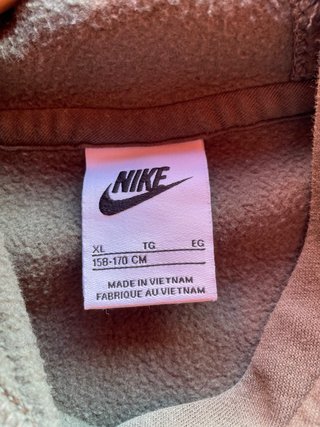 NIKE
XL TG EG
158-170 CM
MADE IN VIETNAM
FABRIQUE AU VIETNAM